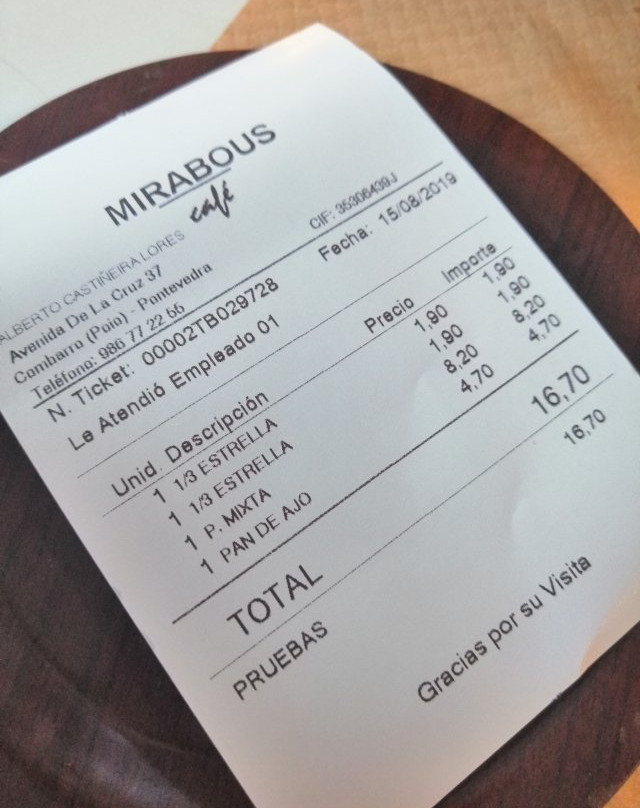 MIRABOUS
café
ALBERTO CASTIÑEIRA LORES CIF: 35306439J
Avenida De La Cruz 37
Combarro (Poio) - Pontevedra
Teléfono: 986 77 22 55
N. Ticket: 00002TB029728 Fecha: 15/08/2019
Le Atendió Empleado 01
Unid. Descripción Precio Importe
1 1/3 ESTRELLA 1,90 1,90
1 1/3 ESTRELLA 1,90 1,90
1 P. MIXTA 8,20 8,20
1 PAN DE AJO 4,70 4,70
TOTAL 16,70
PRUEBAS 16,70
Gracias por su Visita